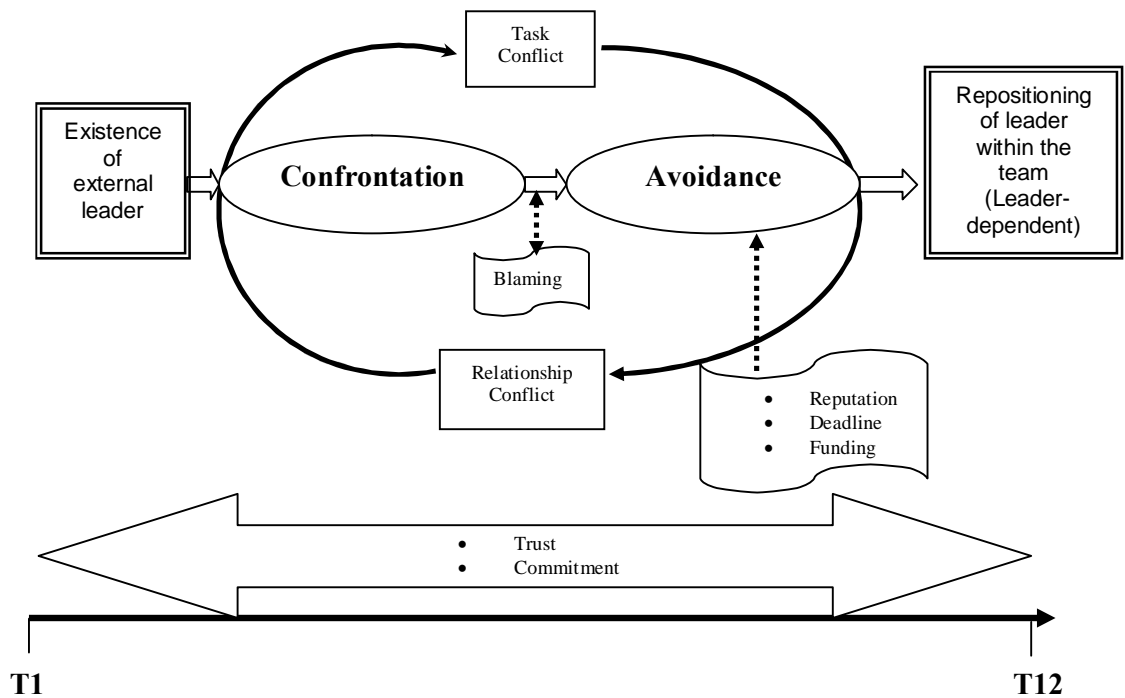 Task
Conflict
Existence
of
external
leader
Confrontation
Avoidance
Repositioning
of leader
within the
team
(Leader-
dependent)
Blaming
Relationship
Conflict
• Reputation
• Deadline
• Funding
• Trust
• Commitment
T1
T12